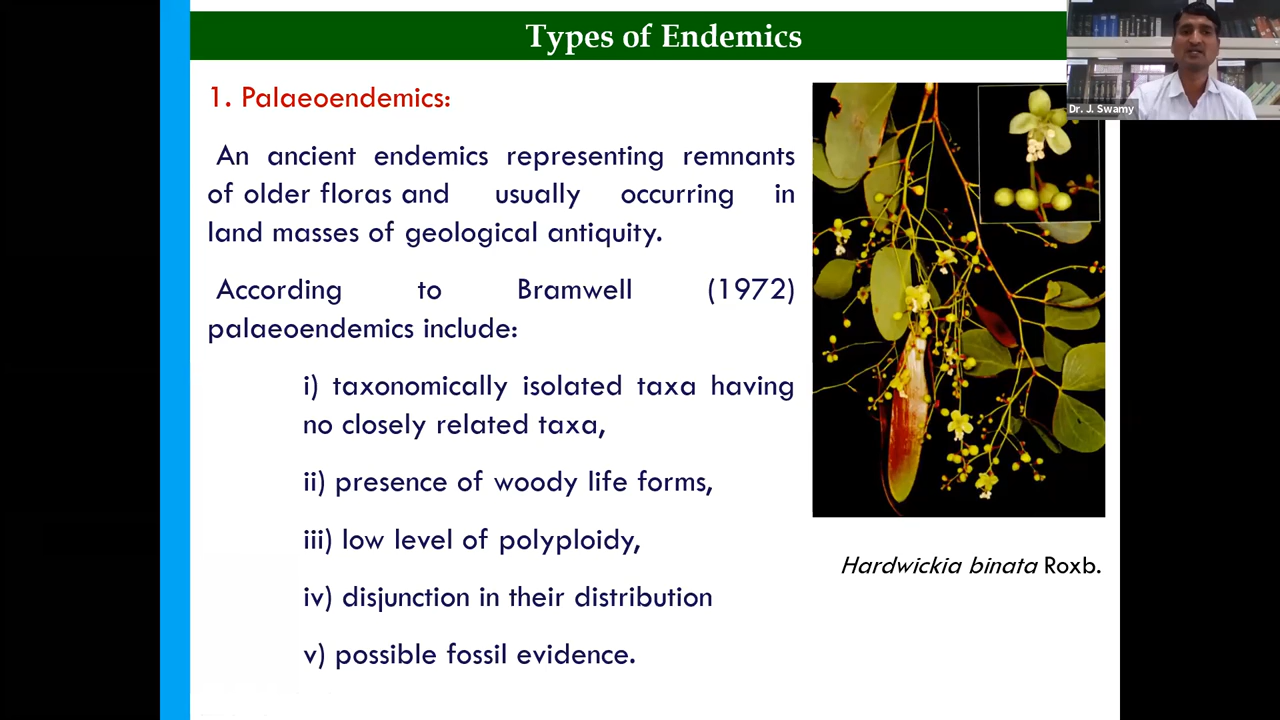 Types of Endemics
Dr. J. Swamy
1. Palaeoendemics:
An ancient endemics representing remnants
of older floras and usually occurring in
land masses of geological antiquity.
According to Bramwell (1972)
palaeoendemics include:
i) taxonomically isolated taxa having
no closely related taxa,
ii) presence of woody life forms,
iii) low level of polyploidy,
iv) disjunction in their distribution
v) possible fossil evidence.
Hardwickia binata Roxb.